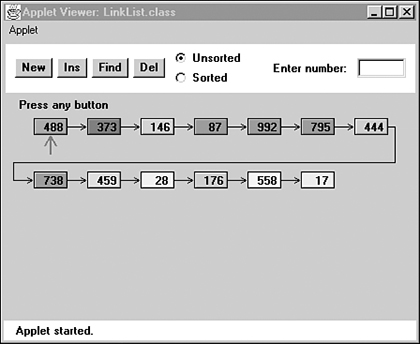 Applet Viewer: LinkList.class
Applet
New Ins Find Del Unsorted Enter number:
Sorted
Press any button
488 373 146 87 992 795 444
738 459 28 176 558 17
Applet started.